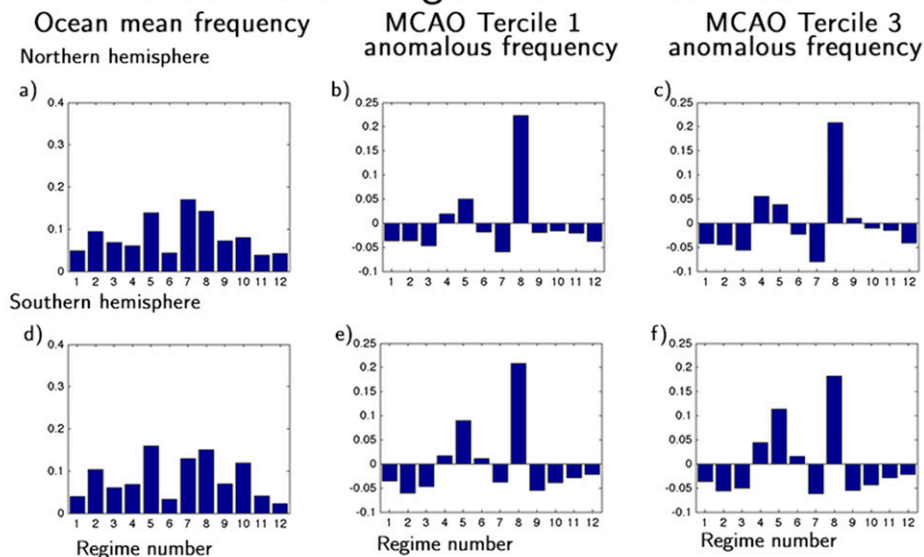 Ocean mean frequency
MCAO Tercile 1
anomalous frequency
MCAO Tercile 3
anomalous frequency
Northern hemisphere
a)
0.4
0.3
0.2
0.1
0
1 2 3 4 5 6 7 8 9 10 11 12
b)
0.25
0.2
0.15
0.1
0.05
0
-0.05
-0.1
1 2 3 4 5 6 7 8 9 10 11 12
c)
0.25
0.2
0.15
0.1
0.05
0
-0.05
-0.1
1 2 3 4 5 6 7 8 9 10 11 12
Southern hemisphere
d)
0.4
0.3
0.2
0.1
0
1 2 3 4 5 6 7 8 9 10 11 12
Regime number
e)
0.25
0.2
0.15
0.1
0.05
0
-0.05
-0.1
1 2 3 4 5 6 7 8 9 10 11 12
Regime number
f)
0.25
0.2
0.15
0.1
0.05
0
-0.05
-0.1
1 2 3 4 5 6 7 8 9 10 11 12
Regime number